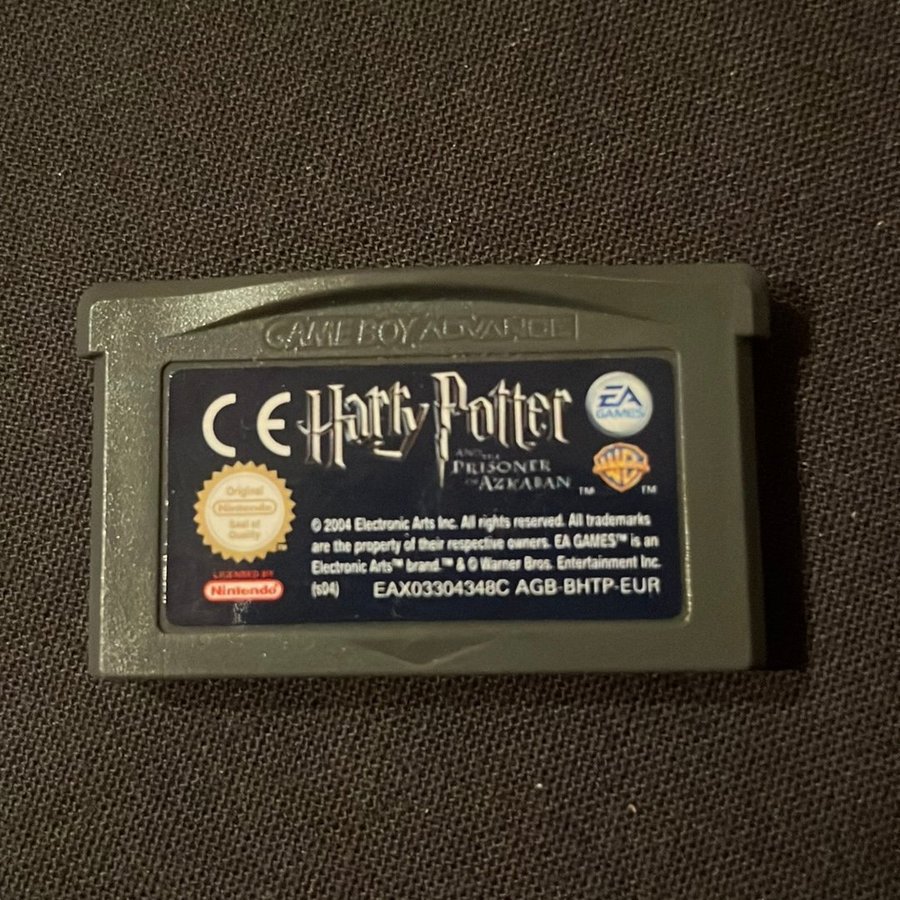 GAME BOY ADVANCE
CE
Harry Potter
AND THE
PRISONER
OF AZKABAN
TM
EA
GAMES
WB
TM
Original
Nintendo
Seal of
Quality
TM
LICENSED BY
Nintendo
© 2004 Electronic Arts Inc. All rights reserved. All trademarks
are the property of their respective owners. EA GAMES™ is an
Electronic Arts™ brand.™ & © Warner Bros. Entertainment Inc.
(s04)
EAX03304348C AGB-BHTP-EUR